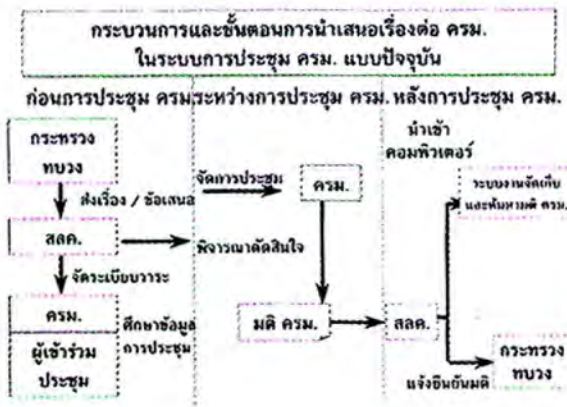 กระบวนการและขั้นตอนการนำเสนอเรื่องต่อ ครม.
ในระบบการประชุม ครม. แบบปัจจุบัน
ก่อนการประชุม ครม.
ระหว่างการประชุม ครม.
หลังการประชุม ครม.
กระทรวง
ทบวง
ส่งเรื่อง / ข้อเสนอ
สลค.
จัดระเบียบวาระ
ครม.
ผู้เข้าร่วม
ประชุม
ศึกษาข้อมูล
การประชุม
จัดการประชุม
ครม.
พิจารณาตัดสินใจ
มติ ครม.
นำเข้า
คอมพิวเตอร์
สลค.
ระบบงานจัดเก็บ
และค้นหามติ ครม.
แจ้งยืนยันมติ
กระทรวง
ทบวง